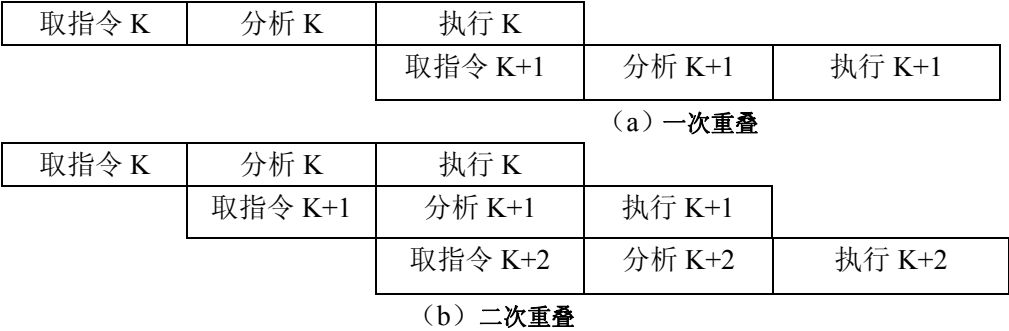 取指令 K 分析 K 执行 K
取指令 K+1 分析 K+1 执行 K+1
（a）一次重叠
取指令 K 分析 K 执行 K
取指令 K+1 分析 K+1 执行 K+1
取指令 K+2 分析 K+2 执行 K+2
（b）二次重叠